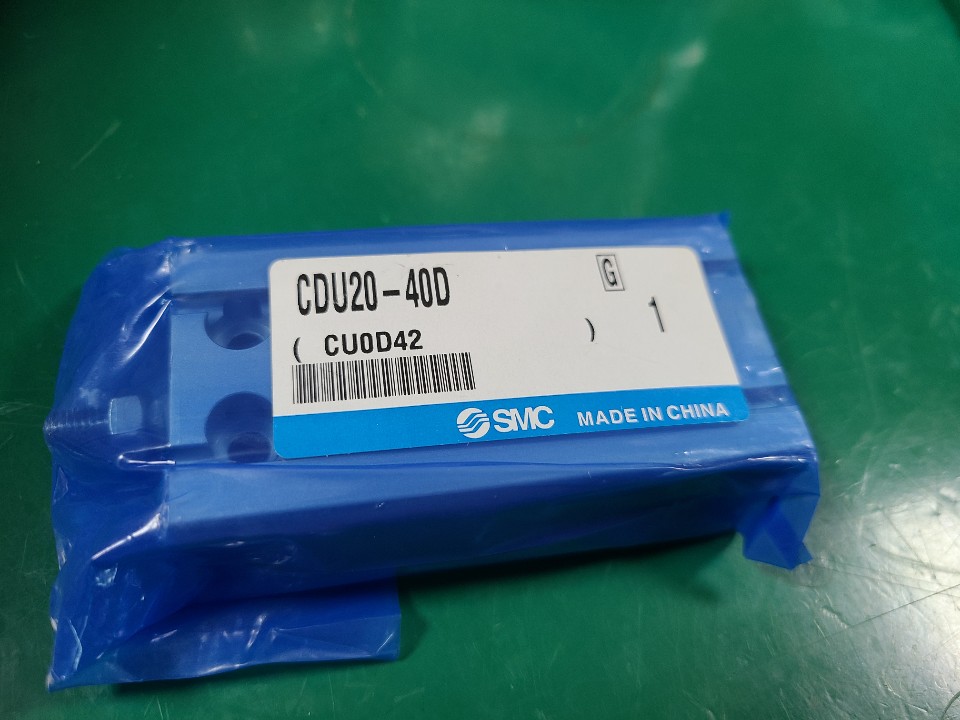 CDU20-40D
G
( CU0D42 )
1
SMC MADE IN CHINA